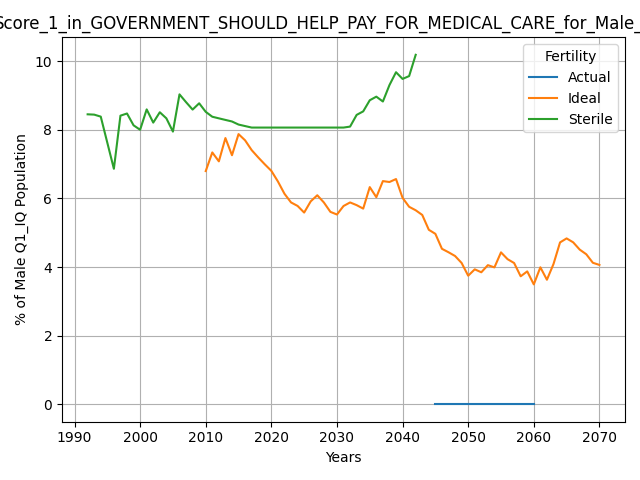 Score_1_in_GOVERNMENT_SHOULD_HELP_PAY_FOR_MEDICAL_CARE_for_Male_
Fertility
Actual
Ideal
Sterile
% of Male Q1_IQ Population
10
8
6
4
2
0
1990 2000 2010 2020 2030 2040 2050 2060 2070
Years